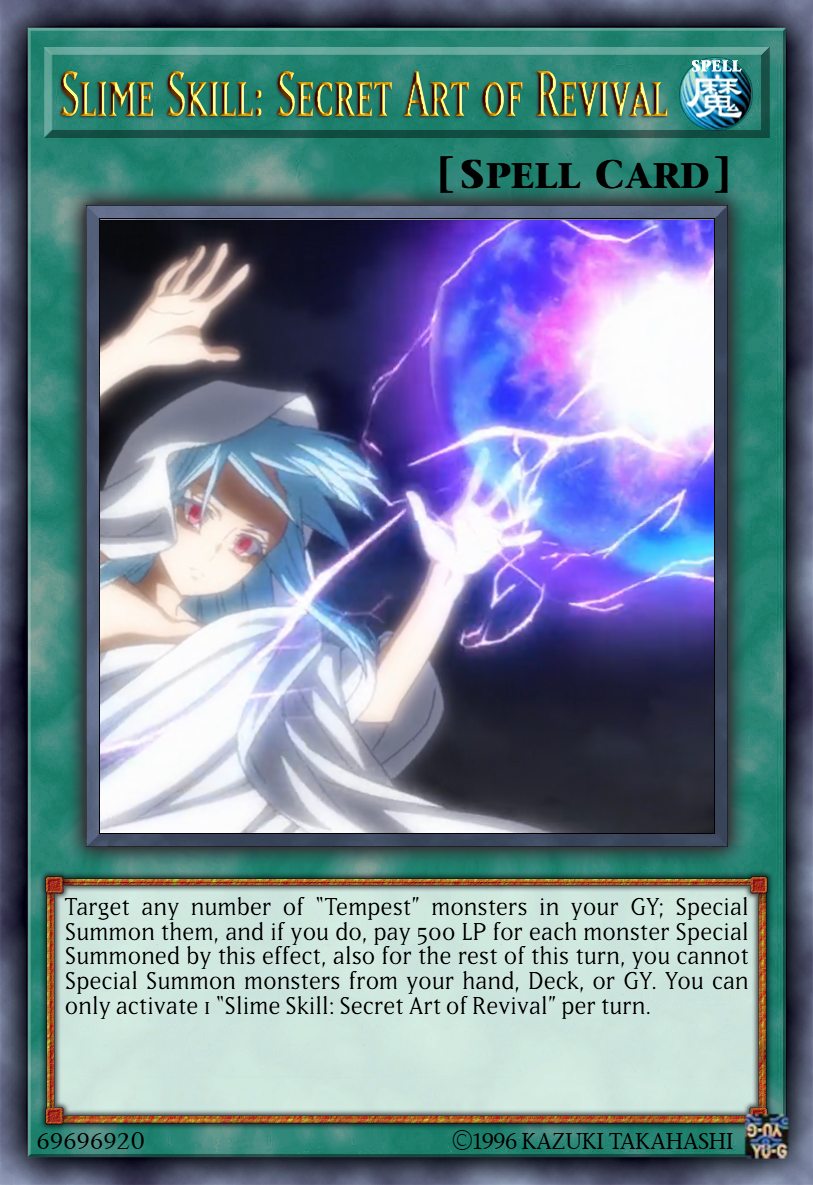 Slime Skill: Secret Art of Revival
SPELL
魔
[Spell Card]
Target any number of "Tempest" monsters in your GY; Special
Summon them, and if you do, pay 500 LP for each monster Special
Summoned by this effect, also for the rest of this turn, you cannot
Special Summon monsters from your hand, Deck, or GY. You can
only activate 1 "Slime Skill: Secret Art of Revival" per turn.
69696920
©1996 KAZUKI TAKAHASHI